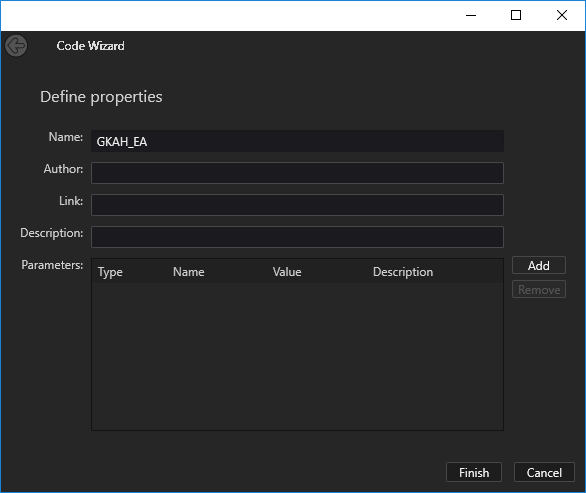 Code Wizard
Define properties
Name: GKAH_EA
Author:
Link:
Description:
Parameters: Type Name Value Description Add
Remove
Finish Cancel